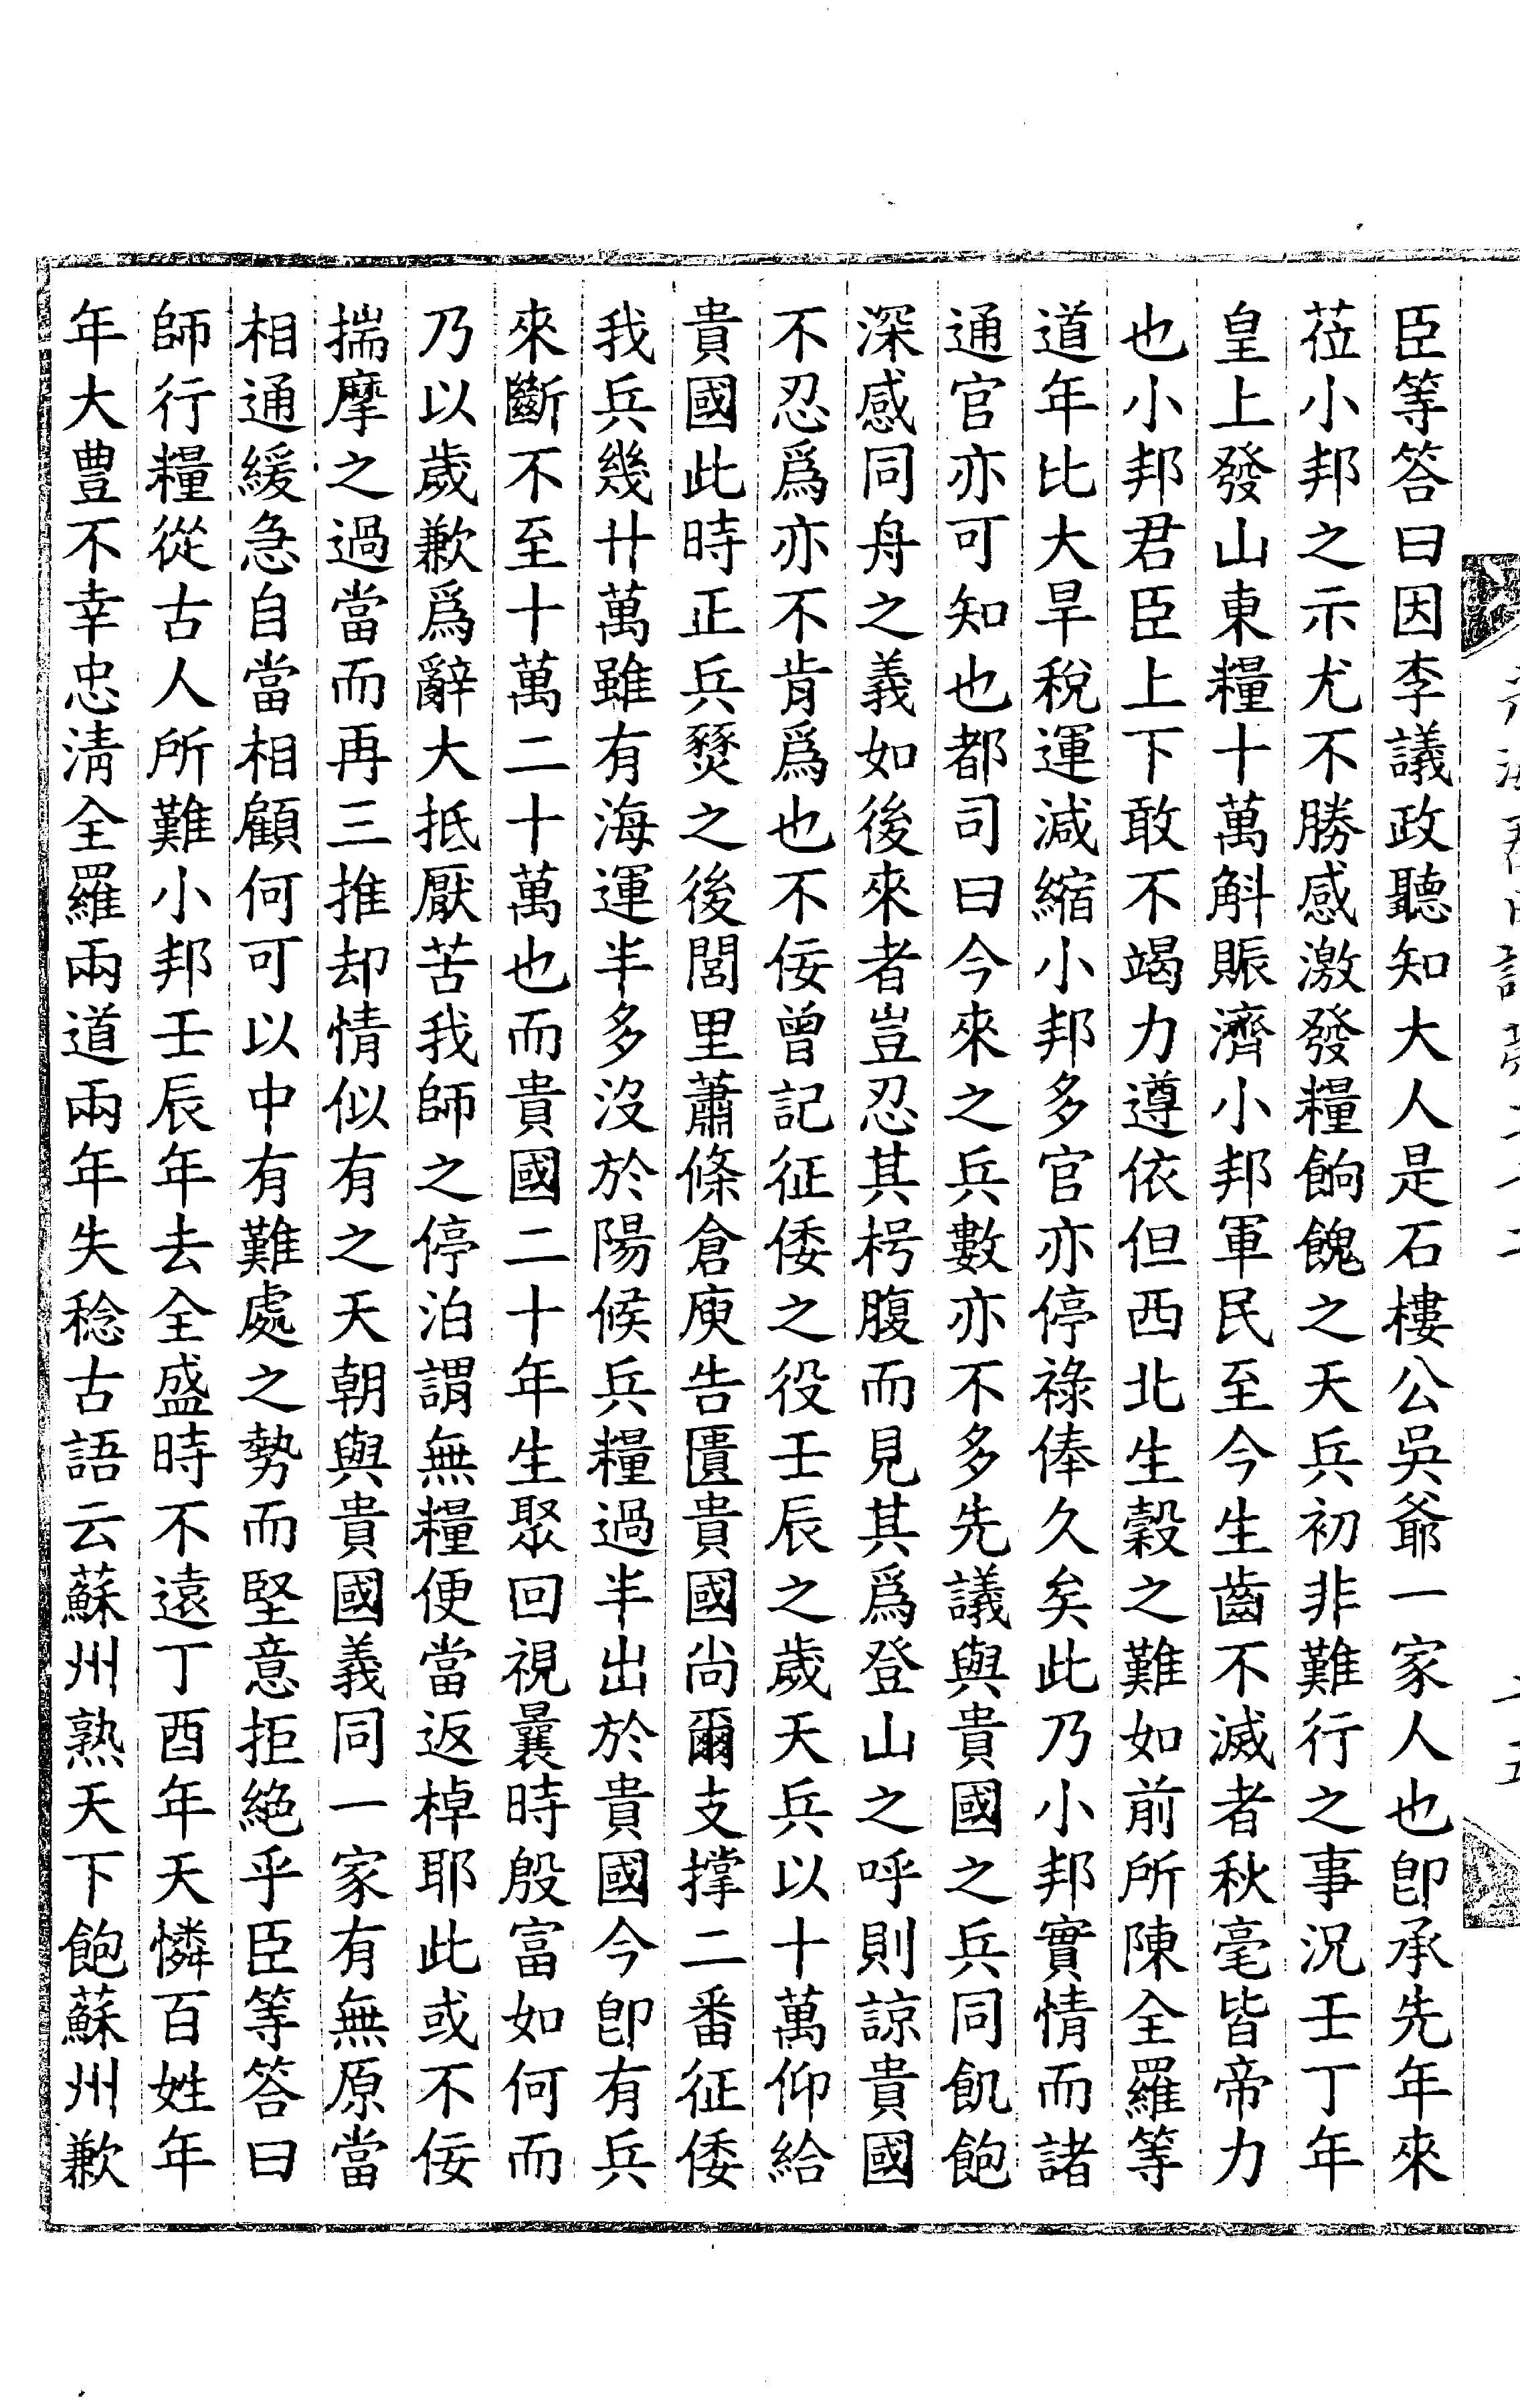 臣等答曰因李議政聽知大人是石樓公吳爺一家人也卽承先年來
莅小邦之示尤不勝感激發糧餉餽之天兵初非難行之事況壬丁年
皇上發山東糧十萬斛賑濟小邦軍民至今生齒不滅者秋毫皆帝力
也小邦君臣上下敢不竭力遵依但西北生穀之難如前所陳全羅等
道年比大旱稅運減縮小邦多官亦停祿俸久矣此乃小邦實情而諸
通官亦可知也都司曰今來之兵數亦不多先議與貴國之兵同飢飽
深感同舟之義如後來者豈忍其枵腹而見其爲登山之呼則諒貴國
不忍爲亦不肯爲也不佞曾記征倭之役壬辰之歲天兵以十萬仰給
貴國此時正兵燹之後閭里蕭條倉庾告匱貴國尙爾支撑二番征倭
我兵幾廿萬雖有海運半多沒於陽候兵糧過半出於貴國今卽有兵
來斷不至十萬二十萬也而貴國二十年生聚回視曩時殷富如何而
乃以歲歉爲辭大抵厭苦我師之停泊謂無糧便當返棹耶此或不佞
揣摩之過當而再三推却情似有之天朝與貴國義同一家有無原當
相通緩急自當相顧何可以中有難處之勢而堅意拒絕乎臣等答曰
師行糧從古人所難小邦壬辰年去全盛時不遠丁酉年天憐百姓年
年大豊不幸忠淸全羅兩道兩年失稔古語云蘇州熟天下飽蘇州歉